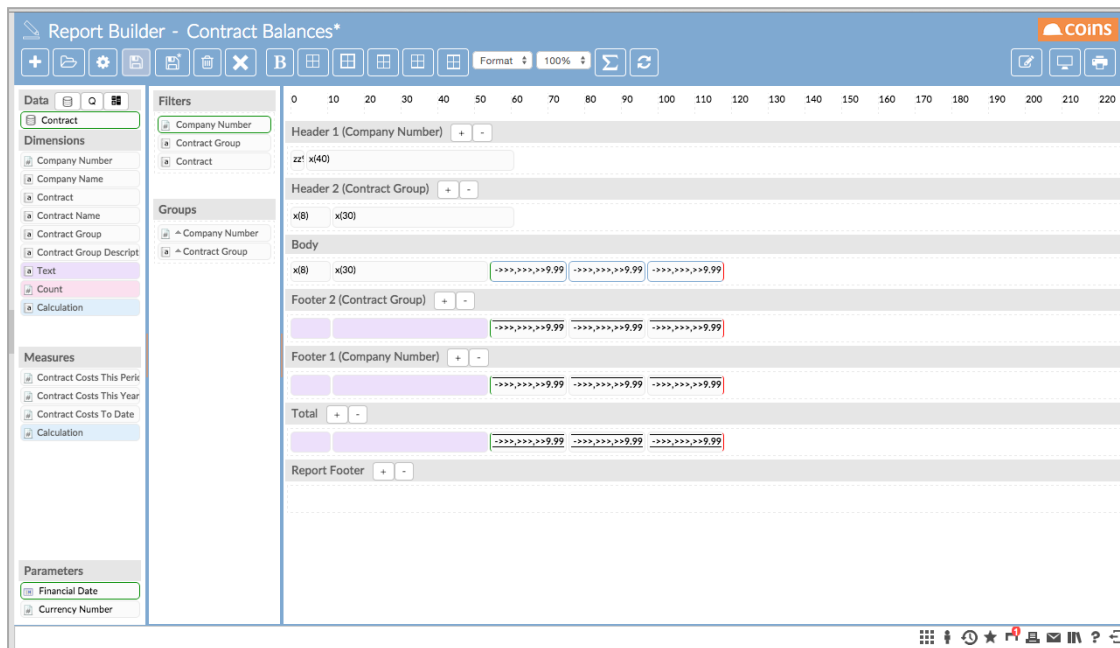 Report Builder - Contract Balances*
coins
B
Format
100%
Σ
Data
Q
Contract
Dimensions
# Company Number
a Company Name
a Contract
a Contract Name
a Contract Group
a Contract Group Descript
a Text
# Count
a Calculation
Measures
# Contract Costs This Peric
# Contract Costs This Year
# Contract Costs To Date
# Calculation
Parameters
Financial Date
# Currency Number
Filters
# Company Number
a Contract Group
a Contract
Groups
# Company Number
a Contract Group
0 10 20 30 40 50 60 70 80 90 100 110 120 130 140 150 160 170 180 190 200 210 220
Header 1 (Company Number) + -
zz! x(40)
Header 2 (Contract Group) + -
x(8) x(30)
Body
x(8) x(30) ->>>,>>>,>>9.99 ->>>,>>>,>>9.99 ->>>,>>>,>>9.99
Footer 2 (Contract Group) + -
->>>,>>>,>>9.99 ->>>,>>>,>>9.99 ->>>,>>>,>>9.99
Footer 1 (Company Number) + -
->>>,>>>,>>9.99 ->>>,>>>,>>9.99 ->>>,>>>,>>9.99
Total + -
->>>,>>>,>>9.99 ->>>,>>>,>>9.99 ->>>,>>>,>>9.99
Report Footer + -
1
?